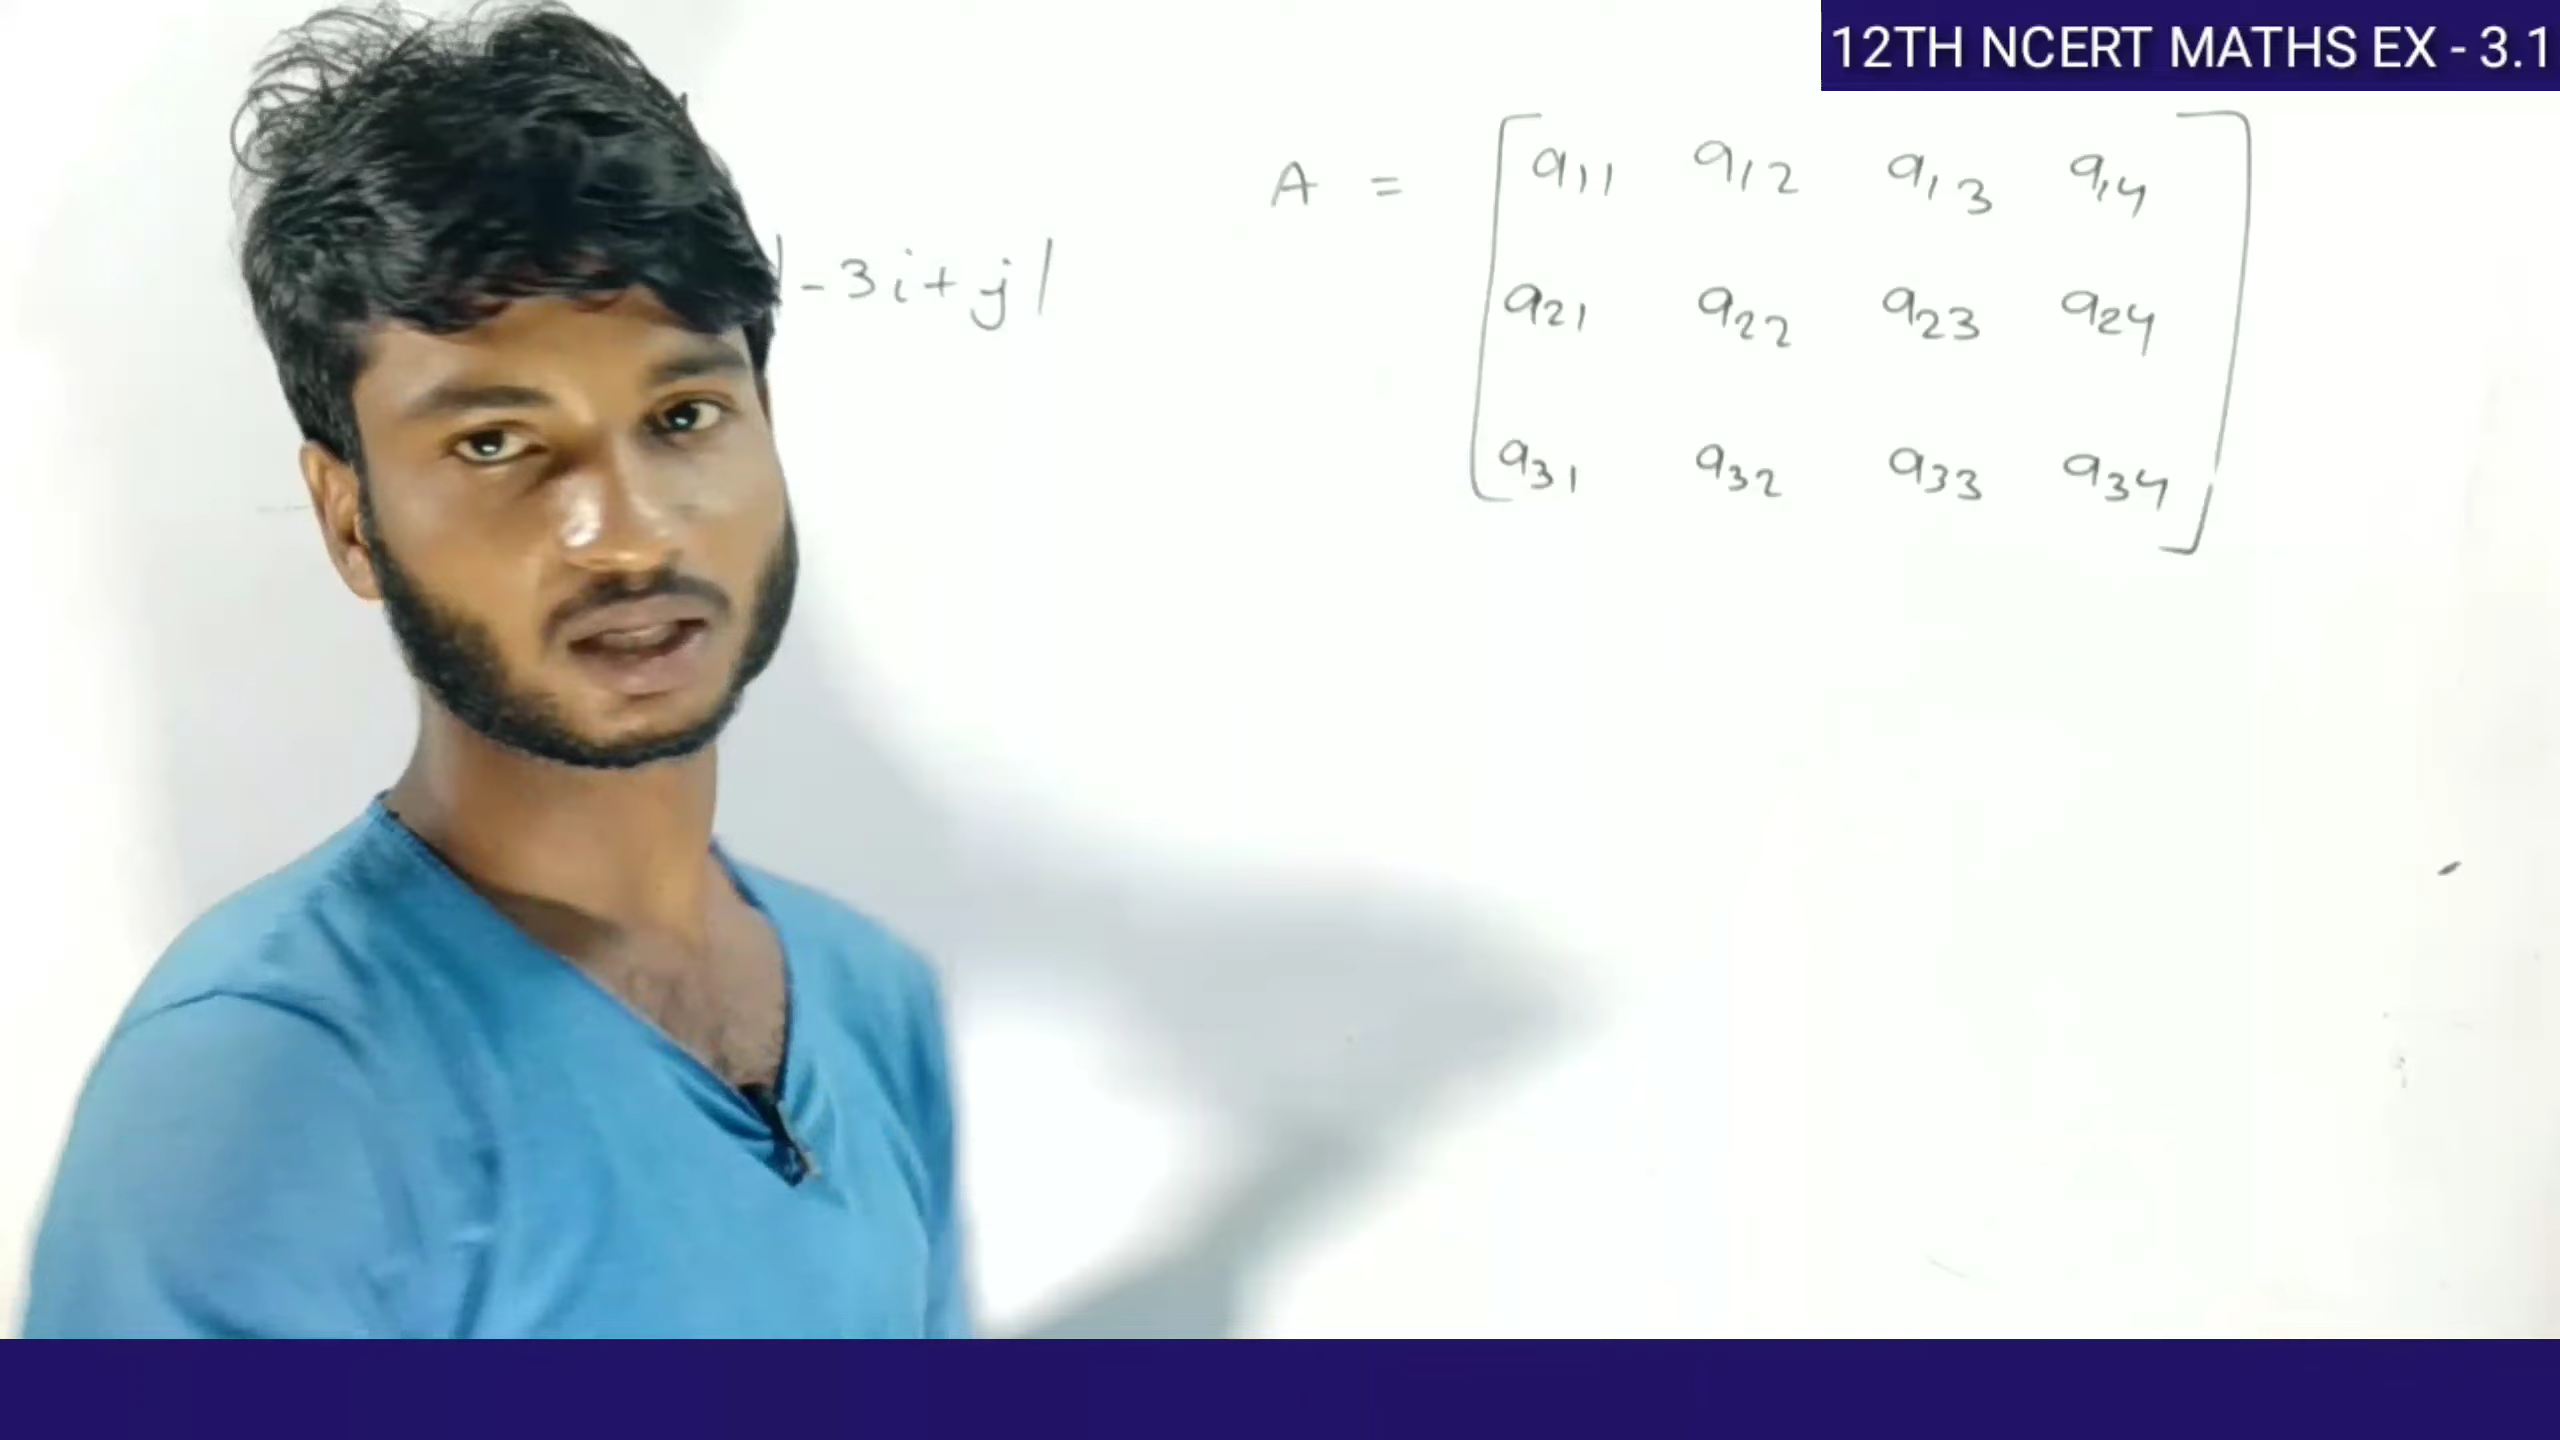 12TH NCERT MATHS EX - 3.1
|-3i+j|
A = [a11 a12 a13 a14
a21 a22 a23 a24
a31 a32 a33 a34]